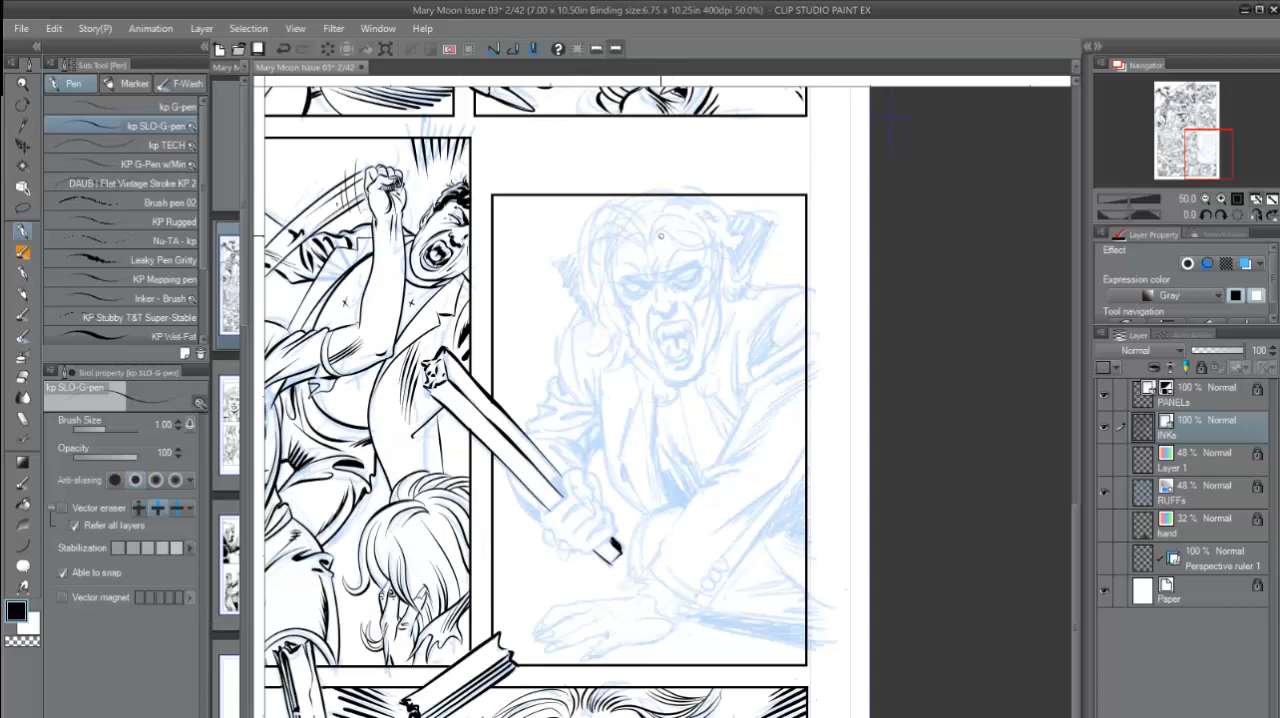 Mary Moon Issue 03* 2/42 (7.00 x 10.50in Binding size:6.75 x 10.25in 400dpi 50.0%) - CLIP STUDIO PAINT EX
File Edit Story(P) Animation Layer Selection View Filter Window Help
Sub Tool [Pen]
Mary M
Mary Moon Issue 03* 2/42
Navigator
Pen Marker F-Wash
kp G-pen
kp SLO-G-pen
kp TECH
KP G-Pen w/Min
DAUB | Flat Vintage Stroke KP 2
Brush pen 02
KP Rugged
Nu-TA - kp
Leaky Pen Gritty
KP Mapping pen
Inker - Brush
KP Stubby T&T Super-Stable
KP Wet-Fat
50.0
0.0
Layer Property
Effect
Expression color
Gray
Tool navigation
Layer
Normal 100
100 % Normal
PANELs
100 % Normal
INKs
48 % Normal
Layer 1
48 % Normal
RUFFs
32 % Normal
hand
100 % Normal
Perspective ruler 1
Paper
Tool property [kp SLO-G-pen]
kp SLO-G-pen
Brush Size 1.00
Opacity 100
Anti-aliasing
Vector eraser
Refer all layers
Stabilization
Able to snap
Vector magnet